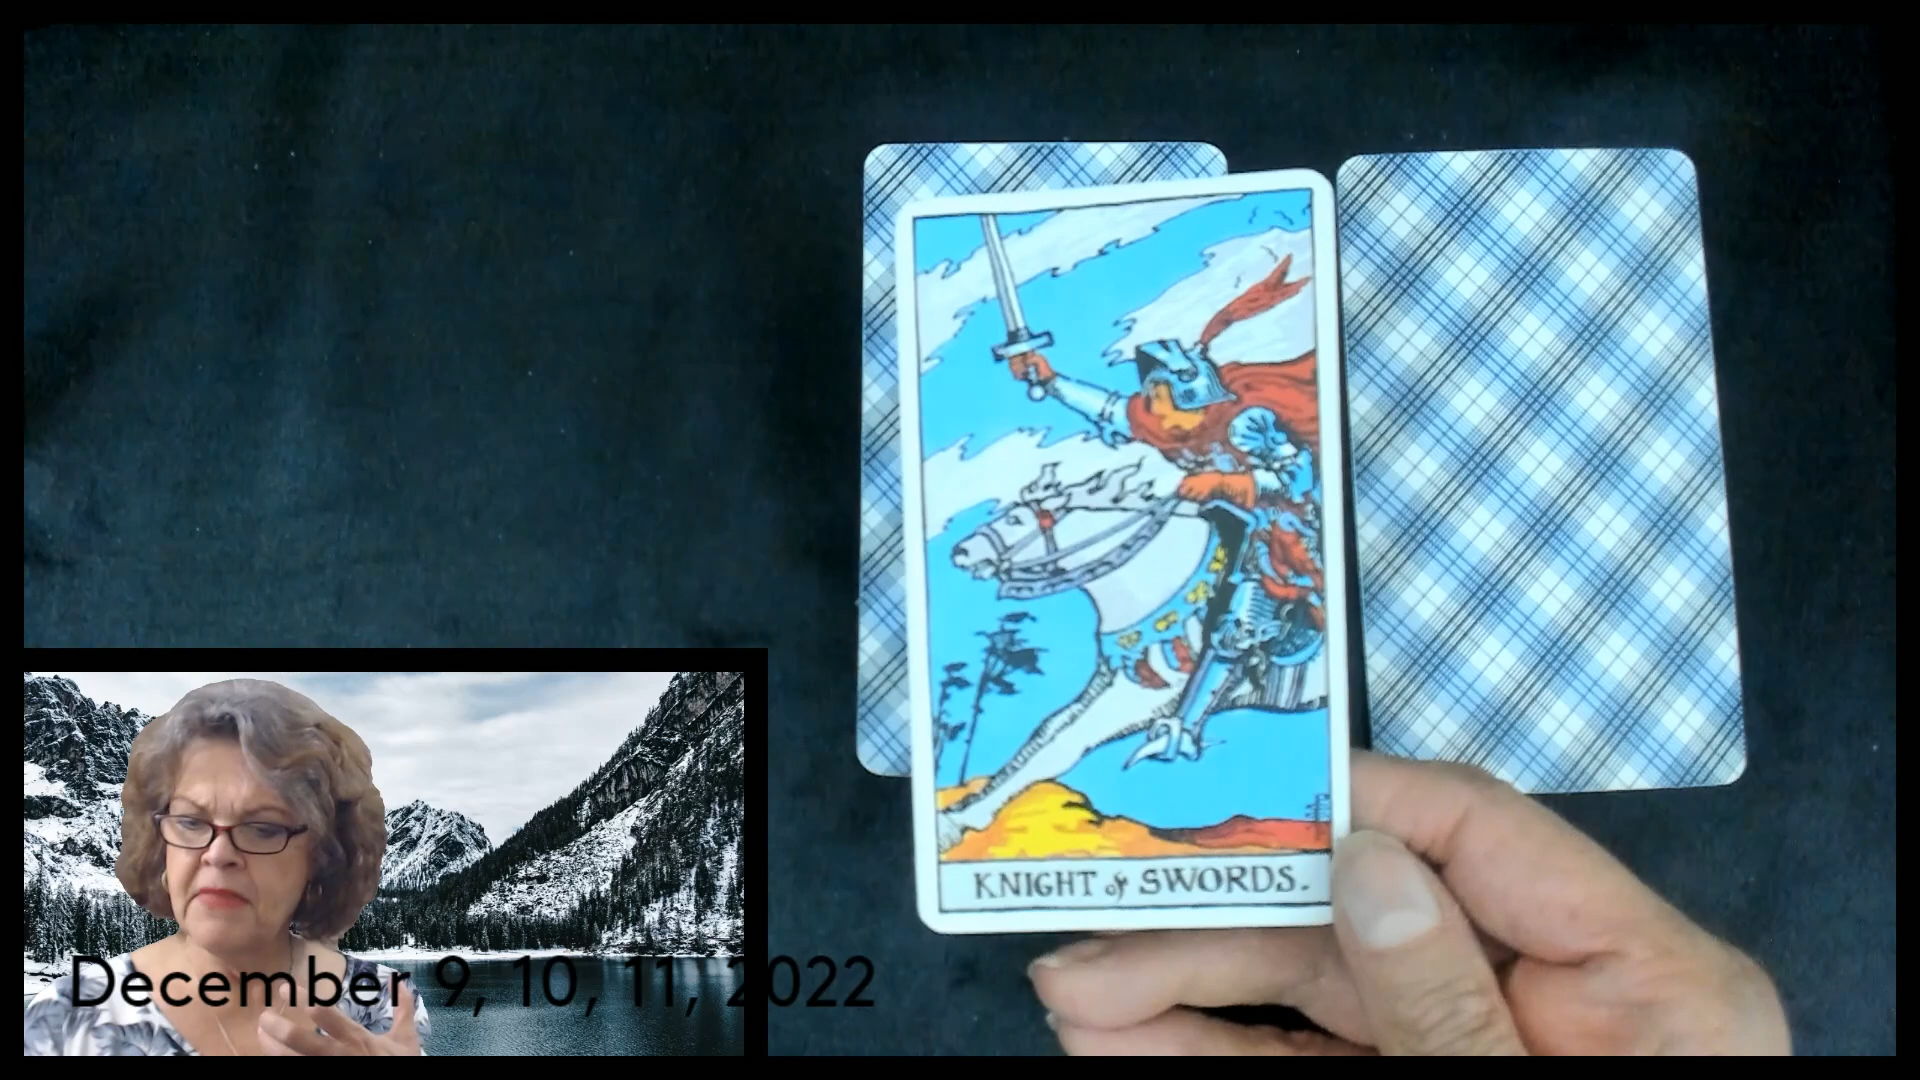 KNIGHT of SWORDS.
December 9, 10, 11, 2022